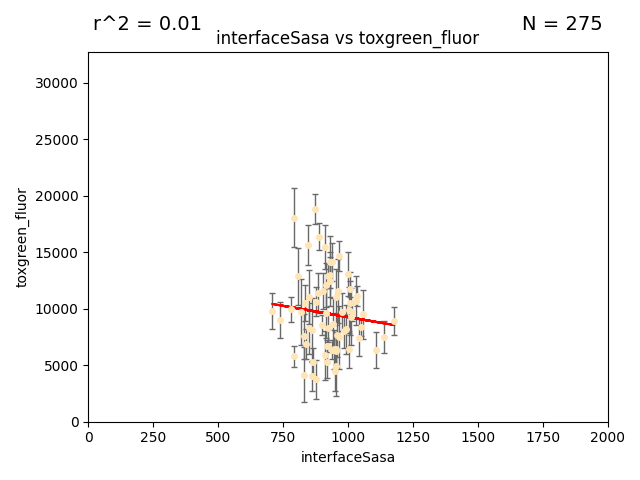 r^2 = 0.01
N = 275
interfaceSasa vs toxgreen_fluor
30000
25000
20000
15000
10000
5000
0
toxgreen_fluor
0 250 500 750 1000 1250 1500 1750 2000
interfaceSasa